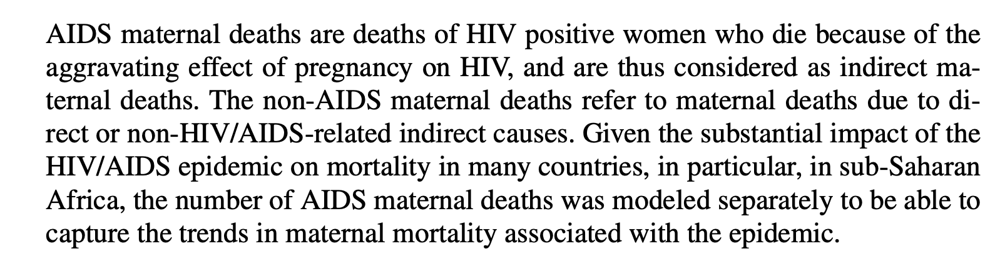 AIDS maternal deaths are deaths of HIV positive women who die because of the
aggravating effect of pregnancy on HIV, and are thus considered as indirect ma-
ternal deaths. The non-AIDS maternal deaths refer to maternal deaths due to di-
rect or non-HIV/AIDS-related indirect causes. Given the substantial impact of the
HIV/AIDS epidemic on mortality in many countries, in particular, in sub-Saharan
Africa, the number of AIDS maternal deaths was modeled separately to be able to
capture the trends in maternal mortality associated with the epidemic.